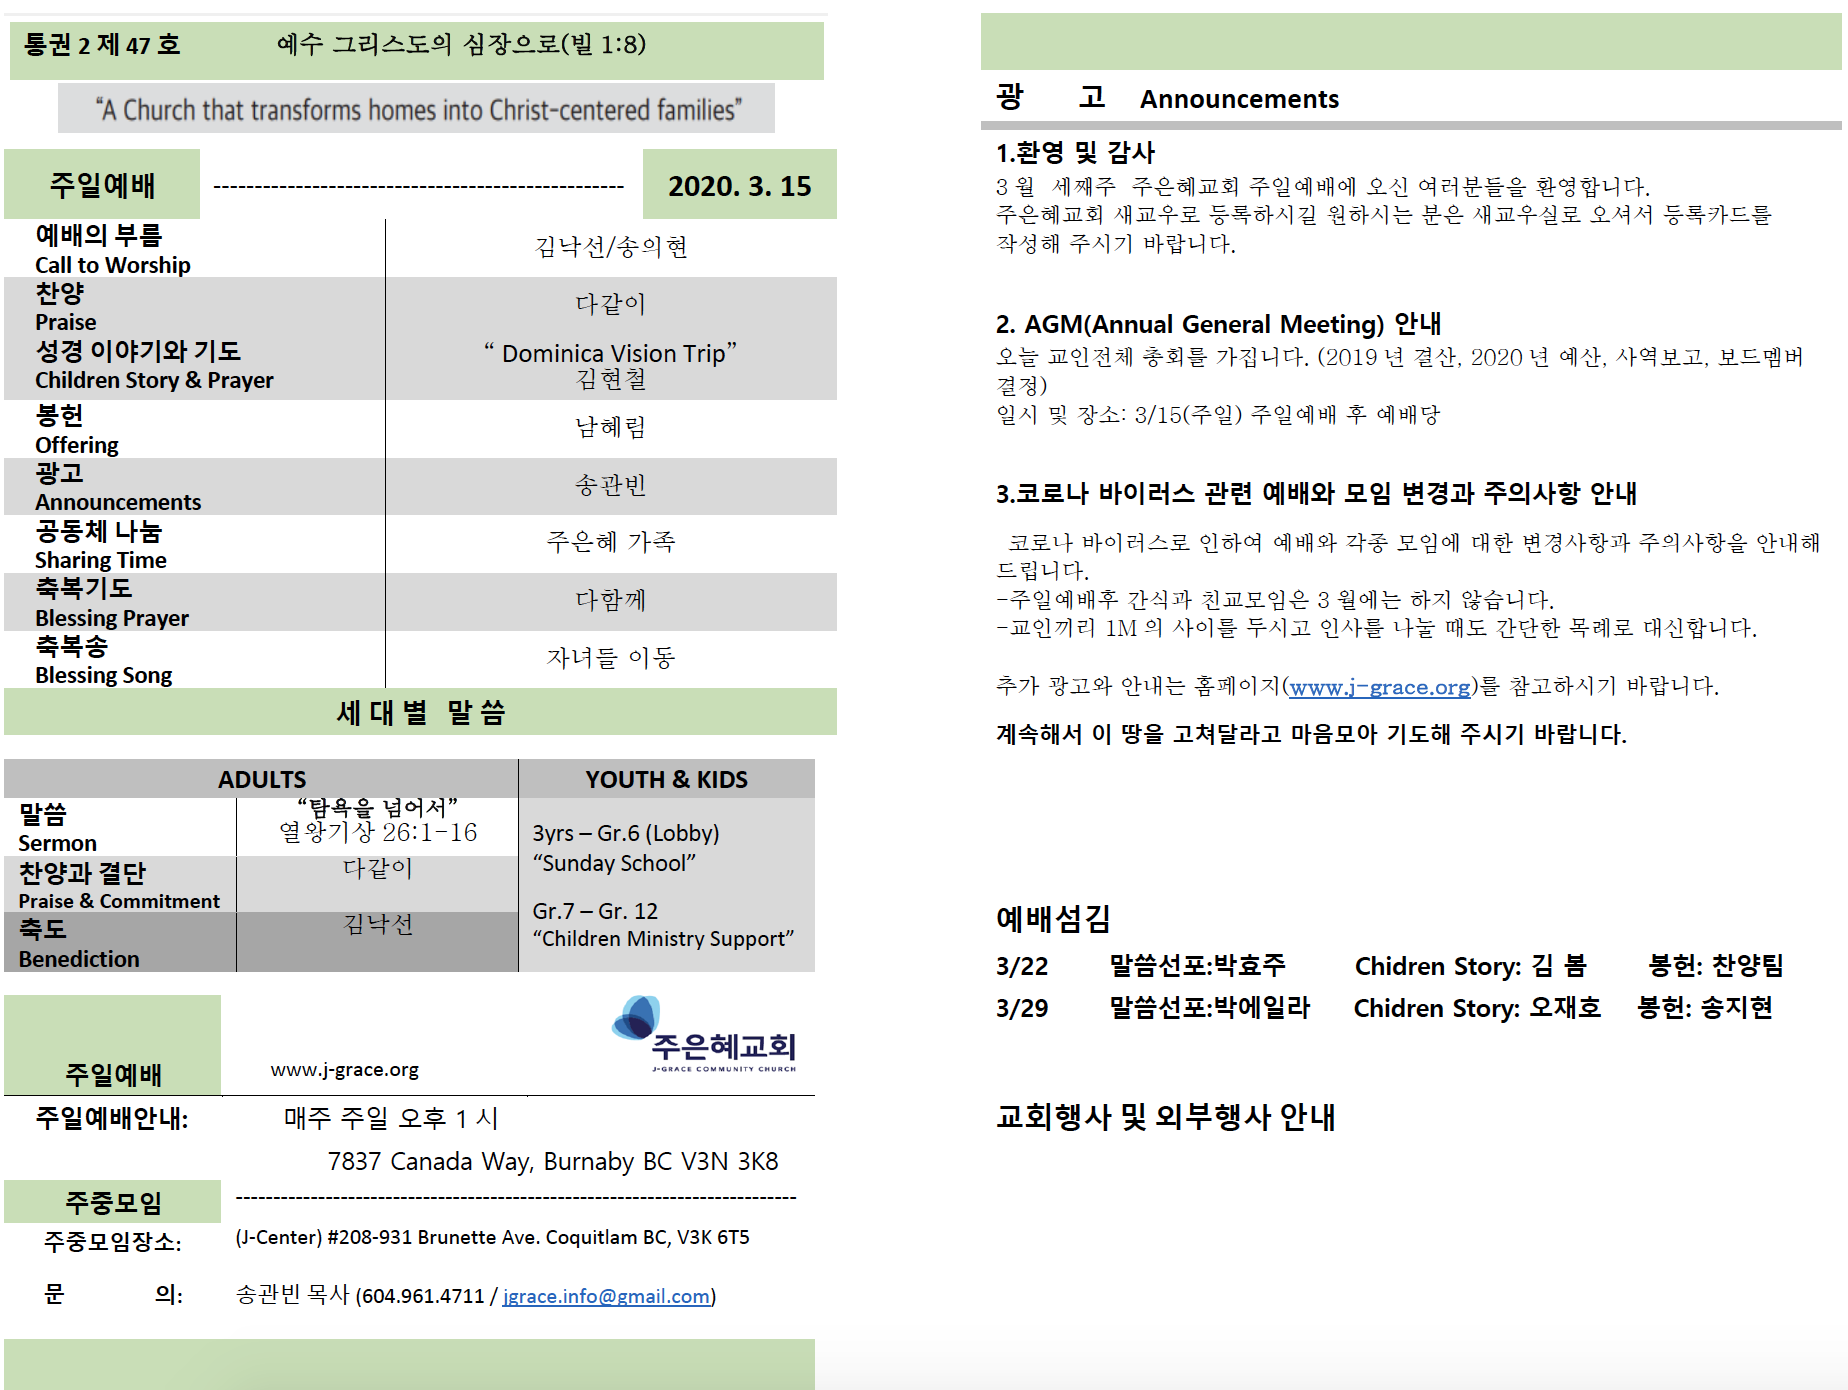 통권 2 제 47 호 예수 그리스도의 심장으로(빌 1:8)
“A Church that transforms homes into Christ-centered families”
주일예배 -------------------------------------------------- 2020. 3. 15
예배의 부름
Call to Worship
김낙선/송의현
찬양
Praise
다같이
성경 이야기와 기도
Children Story & Prayer
“ Dominica Vision Trip”
김현철
봉헌
Offering
남혜림
광고
Announcements
송관빈
공동체 나눔
Sharing Time
주은혜 가족
축복기도
Blessing Prayer
다함께
축복송
Blessing Song
자녀들 이동
세 대 별 말 씀
ADULTS
말씀
Sermon
“탐욕을 넘어서”
열왕기상 26:1-16
찬양과 결단
Praise & Commitment
다같이
축도
Benediction
김낙선
YOUTH & KIDS
3yrs – Gr.6 (Lobby)
“Sunday School”
Gr.7 – Gr. 12
“Children Ministry Support”
주일예배 www.j-grace.org
주은혜교회
J-GRACE COMMUNITY CHURCH
주일예배안내: 매주 주일 오후 1 시
7837 Canada Way, Burnaby BC V3N 3K8
주중모임 --------------------------------------------------------------------------
주중모임장소: (J-Center) #208-931 Brunette Ave. Coquitlam BC, V3K 6T5
문 의: 송관빈 목사 (604.961.4711 / jgrace.info@gmail.com)
광 고 Announcements
1.환영 및 감사
3 월 세째주 주은혜교회 주일예배에 오신 여러분들을 환영합니다.
주은혜교회 새교우로 등록하시길 원하시는 분은 새교우실로 오셔서 등록카드를
작성해 주시기 바랍니다.
2. AGM(Annual General Meeting) 안내
오늘 교인전체 총회를 가집니다. (2019 년 결산, 2020 년 예산, 사역보고, 보드멤버
결정)
일시 및 장소: 3/15(주일) 주일예배 후 예배당
3.코로나 바이러스 관련 예배와 모임 변경과 주의사항 안내
코로나 바이러스로 인하여 예배와 각종 모임에 대한 변경사항과 주의사항을 안내해
드립니다.
-주일예배후 간식과 친교모임은 3 월에는 하지 않습니다.
-교인끼리 1M 의 사이를 두시고 인사를 나눌 때도 간단한 목례로 대신합니다.
추가 광고와 안내는 홈페이지(www.j-grace.org)를 참고하시기 바랍니다.
계속해서 이 땅을 고쳐달라고 마음모아 기도해 주시기 바랍니다.
예배섬김
3/22 말씀선포:박효주 Chidren Story: 김 봄 봉헌: 찬양팀
3/29 말씀선포:박에일라 Chidren Story: 오재호 봉헌: 송지현
교회행사 및 외부행사 안내